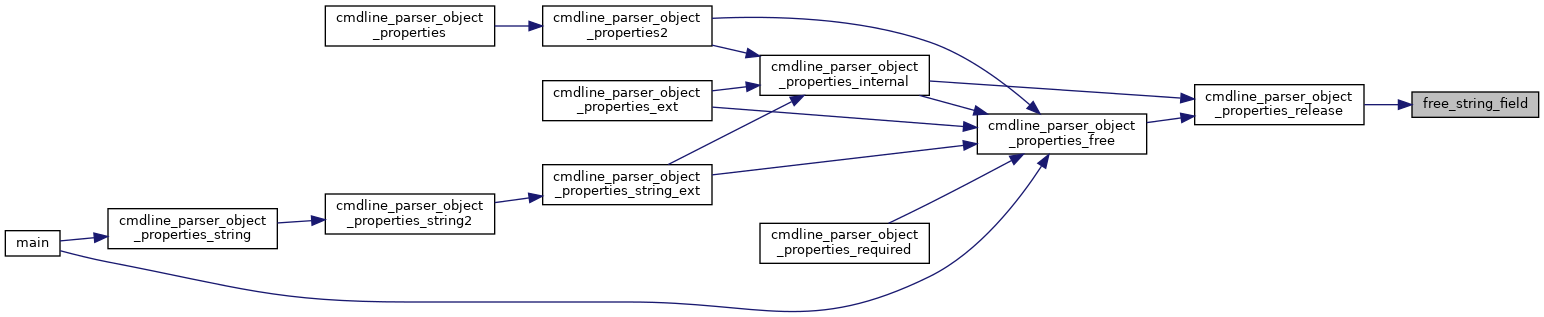 cmdline_parser_object
_properties
cmdline_parser_object
_properties2
cmdline_parser_object
_properties_internal
cmdline_parser_object
_properties_ext
cmdline_parser_object
_properties_release
free_string_field
cmdline_parser_object
_properties_free
cmdline_parser_object
_properties_string_ext
cmdline_parser_object
_properties_string2
cmdline_parser_object
_properties_string
main
cmdline_parser_object
_properties_required